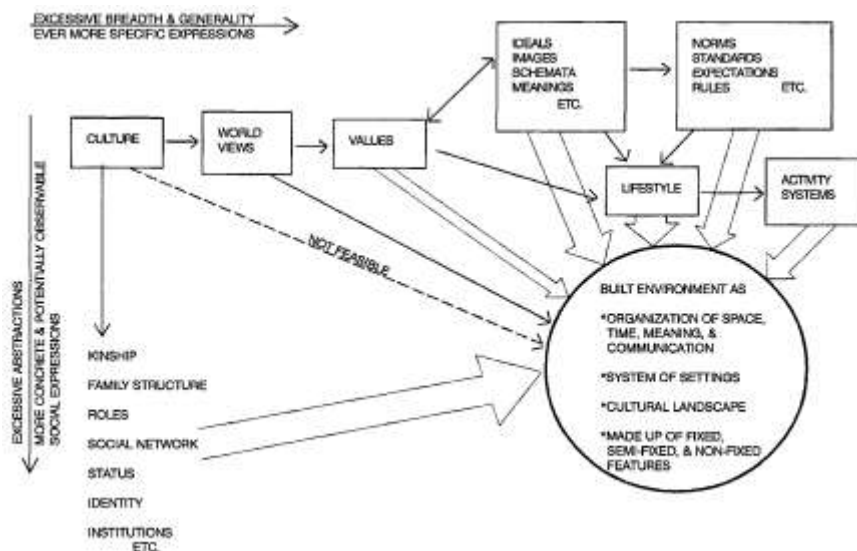 EXCESSIVE BREADTH & GENERALITY
EVER MORE SPECIFIC EXPRESSIONS
IDEALS
IMAGES
SCHEMATA
MEANINGS
ETC.
NORMS
STANDARDS
EXPECTATIONS
RULES ETC.
CULTURE
WORLD
VIEWS
VALUES
LIFESTYLE
ACTIVITY
SYSTEMS
NOT FEASIBLE
EXCESSIVE ABSTRACTIONS
MORE CONCRETE & POTENTIALLY OBSERVABLE
SOCIAL EXPRESSIONS
KINSHIP
FAMILY STRUCTURE
ROLES
SOCIAL NETWORK
STATUS
IDENTITY
INSTITUTIONS
ETC.
BUILT ENVIRONMENT AS
*ORGANIZATION OF SPACE,
TIME, MEANING, &
COMMUNICATION
*SYSTEM OF SETTINGS
*CULTURAL LANDSCAPE
*MADE UP OF FIXED,
SEMI-FIXED, & NON-FIXED
FEATURES